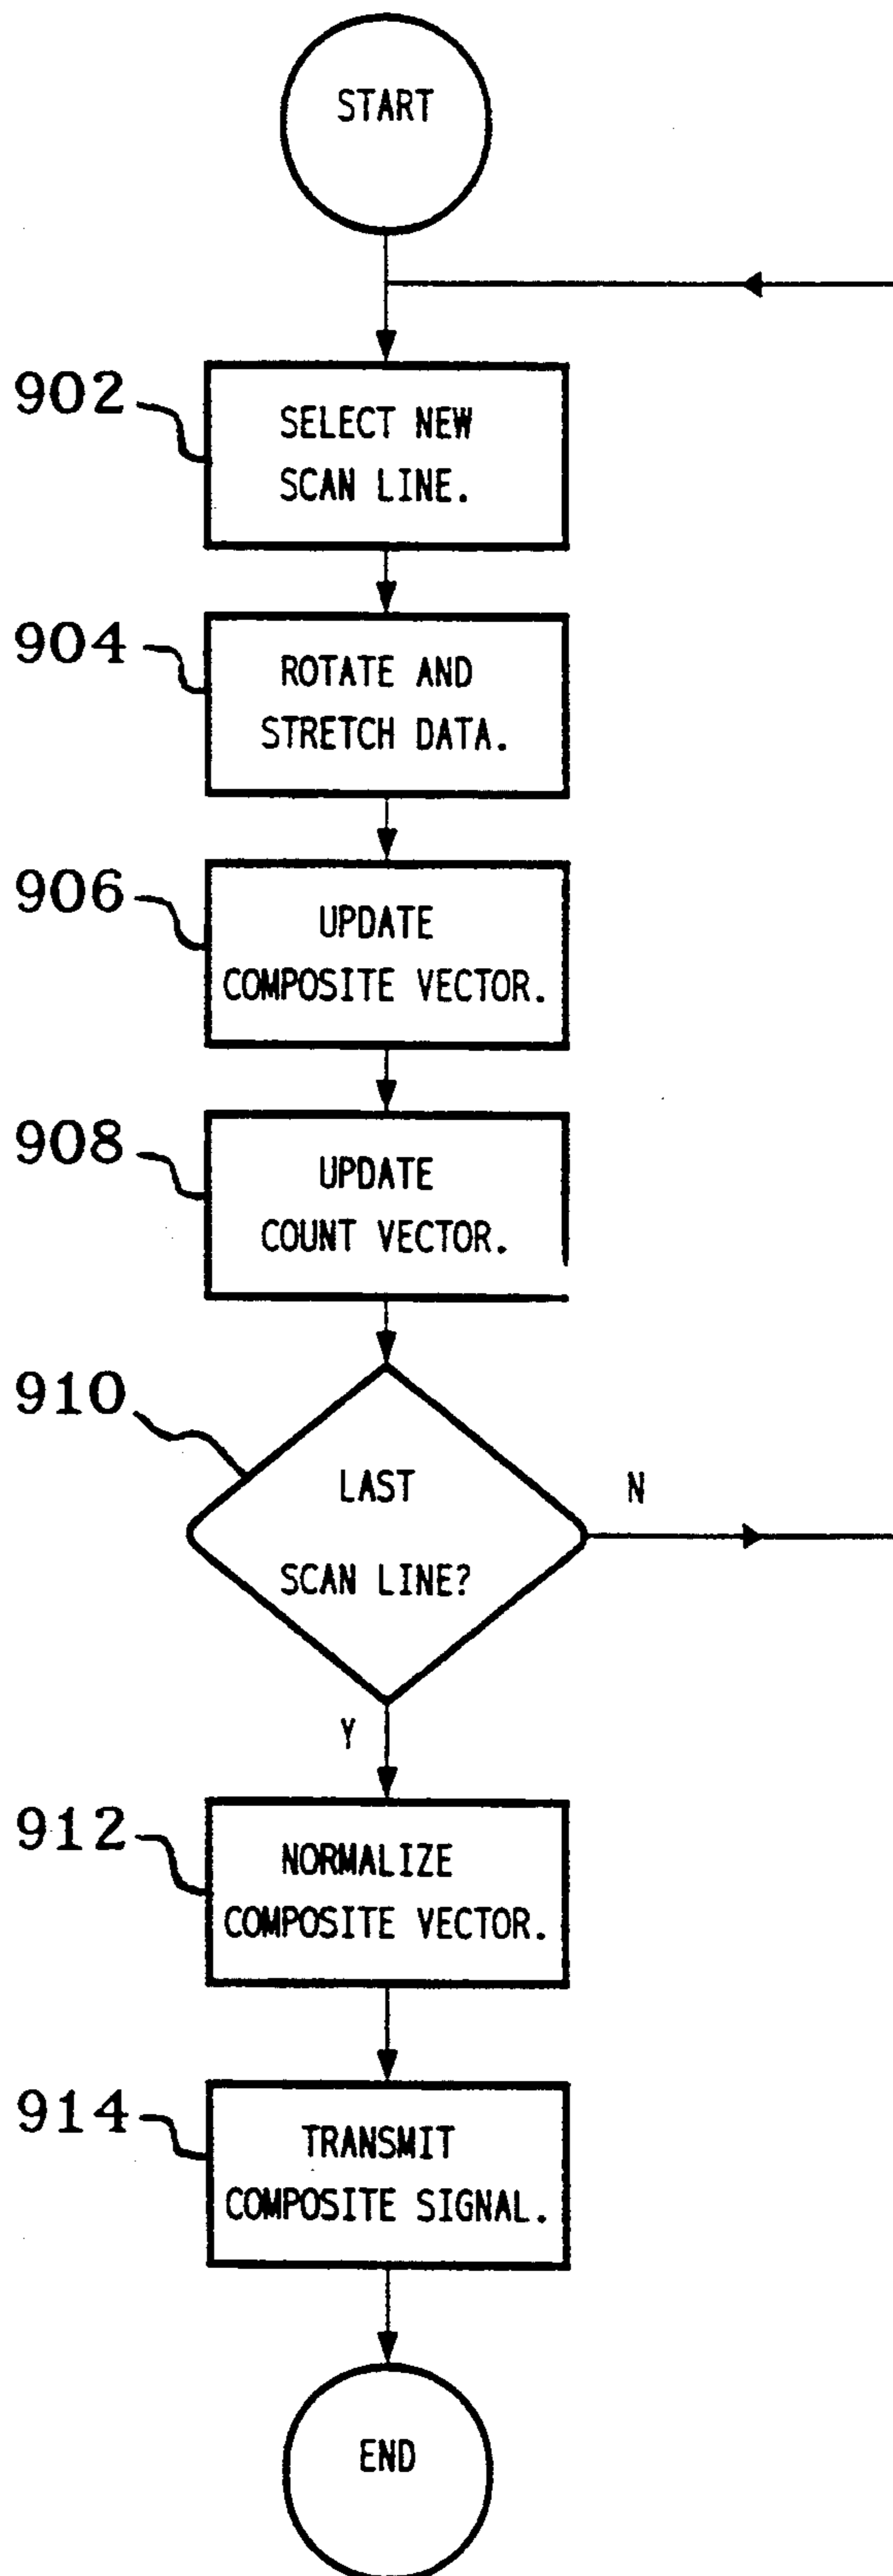 START
902
SELECT NEW
SCAN LINE.
904
ROTATE AND
STRETCH DATA.
906
UPDATE
COMPOSITE VECTOR.
908
UPDATE
COUNT VECTOR.
910
LAST
SCAN LINE?
N
Y
912
NORMALIZE
COMPOSITE VECTOR.
914
TRANSMIT
COMPOSITE SIGNAL.
END